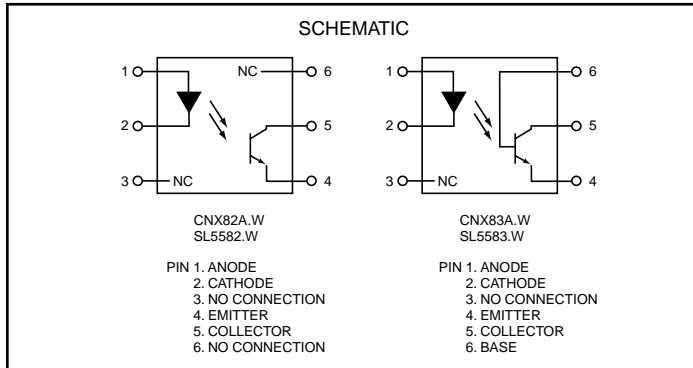 SCHEMATIC
1
NC
6
2
5
3
NC
4
CNX82A.W
SL5582.W
PIN 1. ANODE
2. CATHODE
3. NO CONNECTION
4. EMITTER
5. COLLECTOR
6. NO CONNECTION
1
6
2
5
3
NC
4
CNX83A.W
SL5583.W
PIN 1. ANODE
2. CATHODE
3. NO CONNECTION
4. EMITTER
5. COLLECTOR
6. BASE